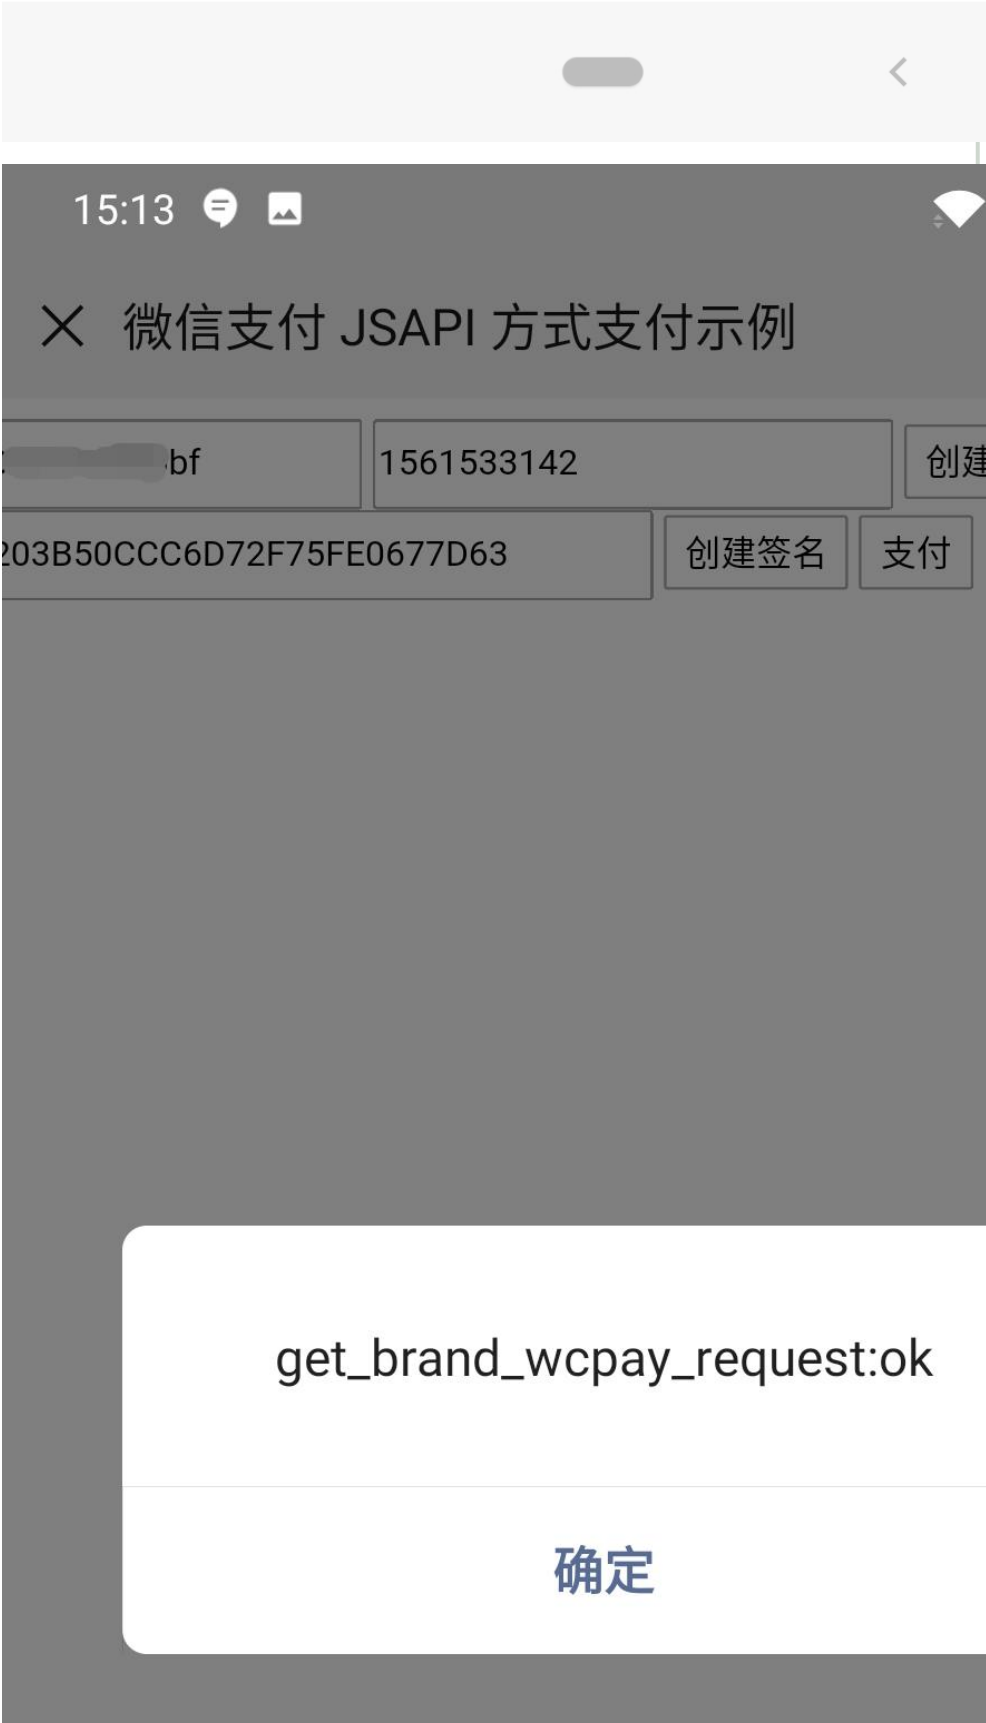 15:13
微信支付 JSAPI 方式支付示例
bf 1561533142 创建
203B50CCC6D72F75FE0677D63 创建签名 支付
get_brand_wcpay_request:ok
确定